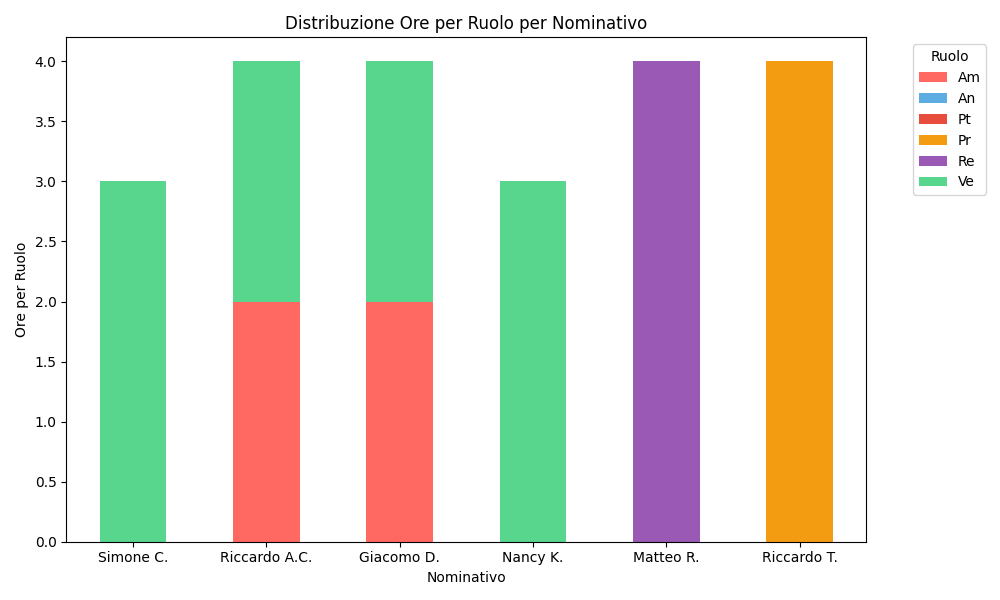 Distribuzione Ore per Ruolo per Nominativo
Ore per Ruolo
4.0
3.5
3.0
2.5
2.0
1.5
1.0
0.5
0.0
Simone C. Riccardo A.C. Giacomo D. Nancy K. Matteo R. Riccardo T.
Nominativo
Ruolo
Am
An
Pt
Pr
Re
Ve